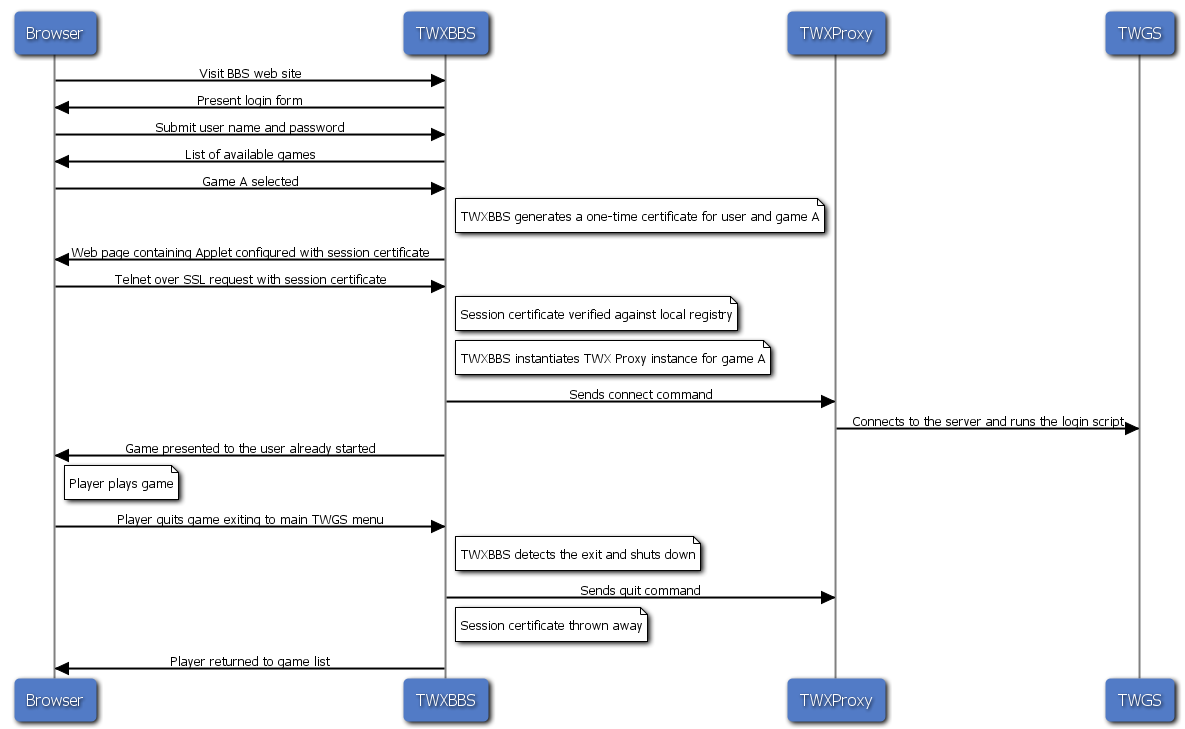 Browser
TWXBBS
TWXProxy
TWGS
Visit BBS web site
Present login form
Submit user name and password
List of available games
Game A selected
TWXBBS generates a one-time certificate for user and game A
Web page containing Applet configured with session certificate
Telnet over SSL request with session certificate
Session certificate verified against local registry
TWXBBS instantiates TWX Proxy instance for game A
Sends connect command
Connects to the server and runs the login script
Game presented to the user already started
Player plays game
Player quits game exiting to main TWGS menu
TWXBBS detects the exit and shuts down
Sends quit command
Session certificate thrown away
Player returned to game list
Browser
TWXBBS
TWXProxy
TWGS